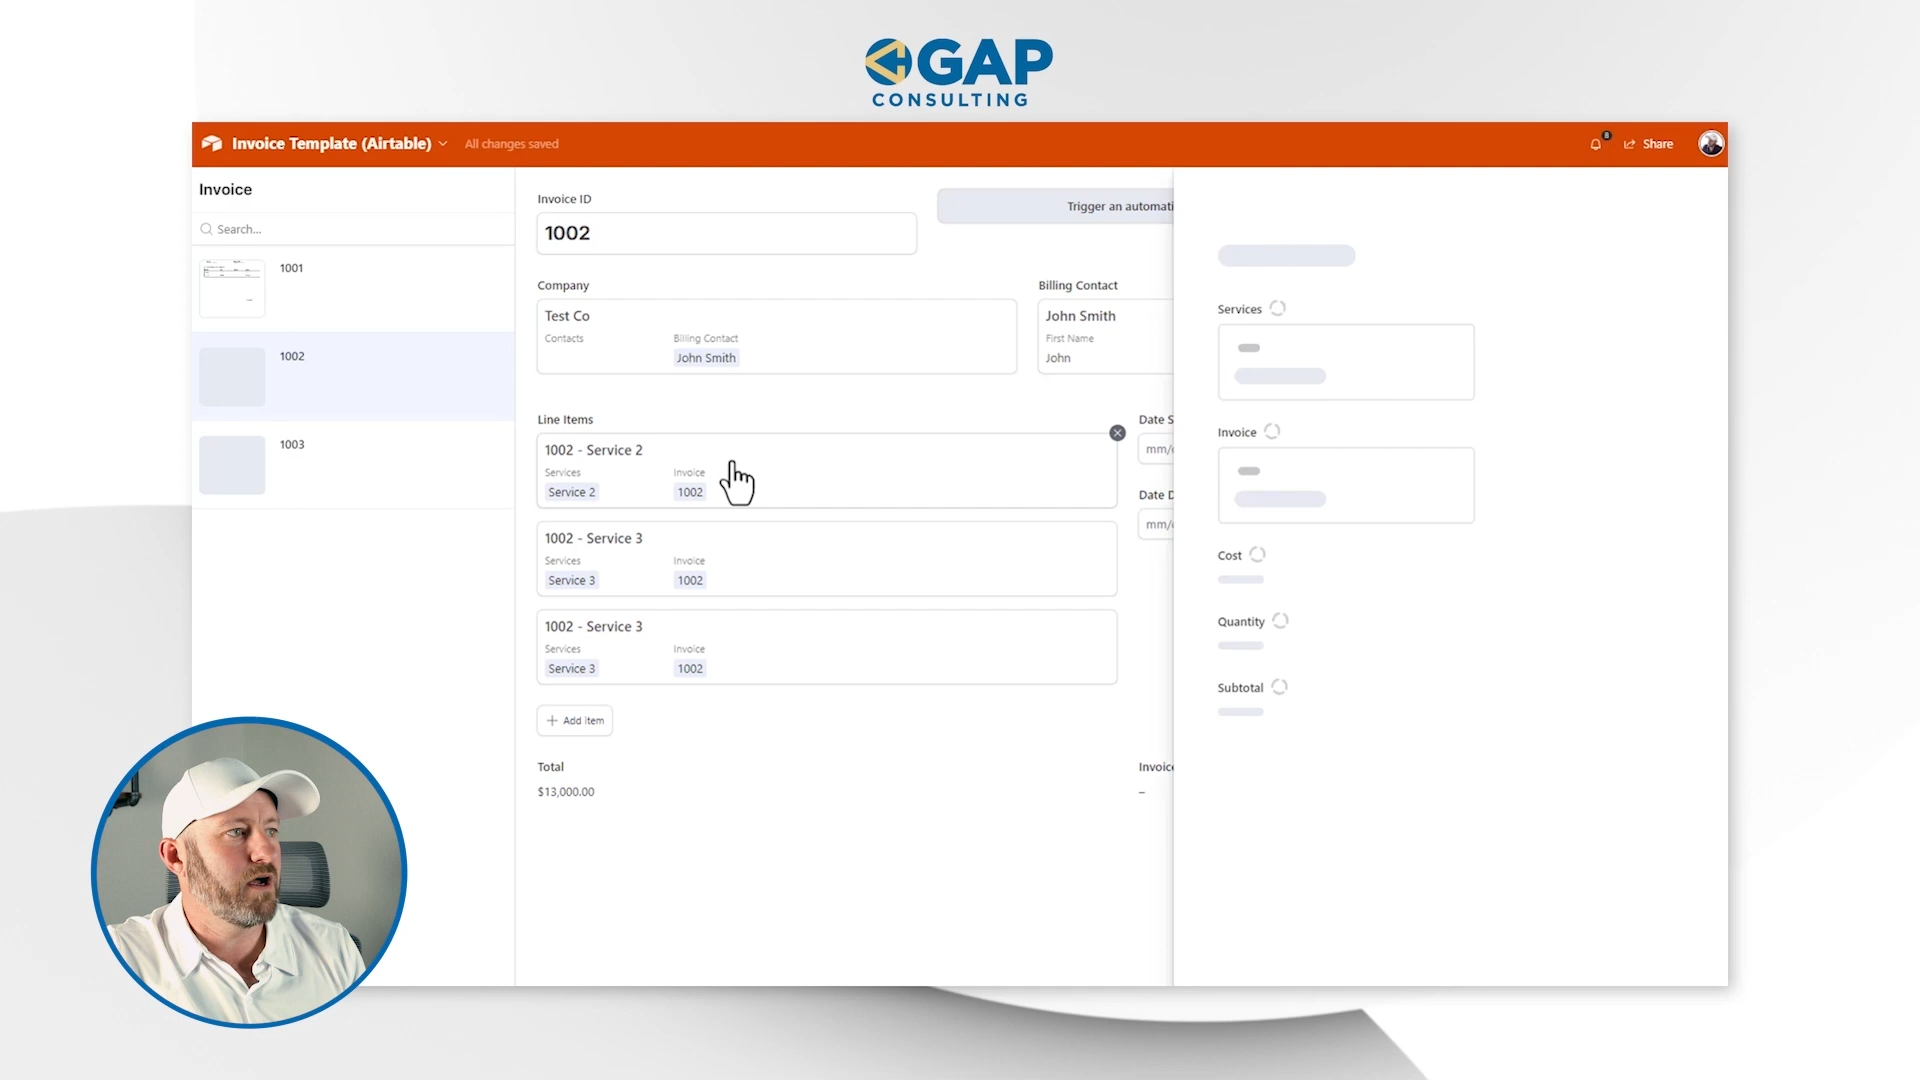 GAP
CONSULTING
Invoice Template (Airtable)
All changes saved
8
Share
Invoice
Search...
1001
1002
1003
Invoice ID
1002
Trigger an automati
Company
Test Co
Contacts
Billing Contact
John Smith
Billing Contact
John Smith
First Name
John
Line Items
1002 - Service 2
Services
Invoice
Service 2
1002
1002 - Service 3
Services
Invoice
Service 3
1002
1002 - Service 3
Services
Invoice
Service 3
1002
Add item
Total
$13,000.00
Date S
mm/
Date D
mm/
Invoice
–
Services
Invoice
Cost
Quantity
Subtotal